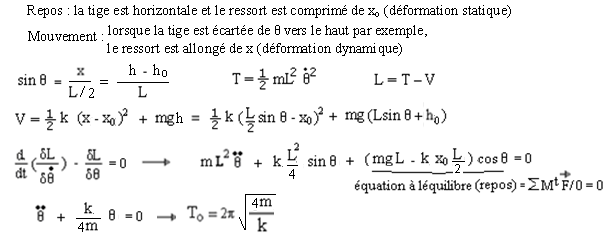 Repos : la tige est horizontale et le ressort est comprimé de x₀ (déformation statique)
Mouvement : lorsque la tige est écartée de θ vers le haut par exemple,
le ressort est allongé de x (déformation dynamique)
sin θ = x / (L/2) = (h - h₀) / L    T = 1/2 mL² θ̇²    L = T – V
V = 1/2 k (x - x₀)² + mgh = 1/2 k (L/2 sin θ - x₀)² + mg (Lsin θ + h₀)
d/dt (δL/δθ̇) - δL/δθ = 0 → mL² θ̈ + k L²/4 sin θ + (mgL - k x₀ L/2) cos θ = 0
équation à léquilibre (repos) = ΣMᵗ F⃗/0 = 0
θ̈ + k/4m θ = 0 → T₀ = 2π √(4m/k)